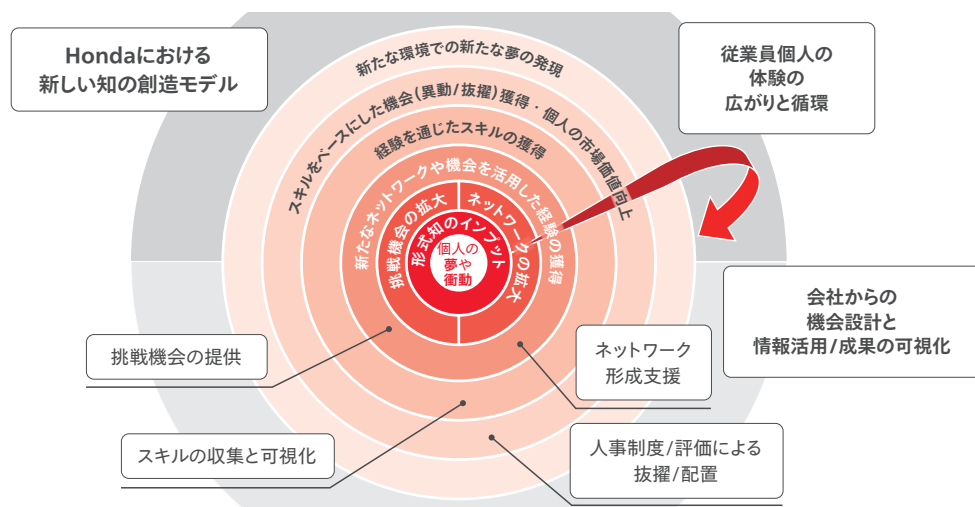 Hondaにおける
新しい知の創造モデル
従業員個人の
体験の
広がりと循環
新たな環境での新たな夢の発現
スキルをベースにした機会(異動/抜擢)獲得・個人の市場価値向上
経験を通じたスキルの獲得
新たなネットワークや機会を活用した経験の獲得
挑戦機会の拡大
ネットワークの拡大
形式知のインプット
個人の
夢や
衝動
会社からの
機会設計と
情報活用/成果の可視化
挑戦機会の提供
ネットワーク
形成支援
スキルの収集と可視化
人事制度/評価による
抜擢/配置